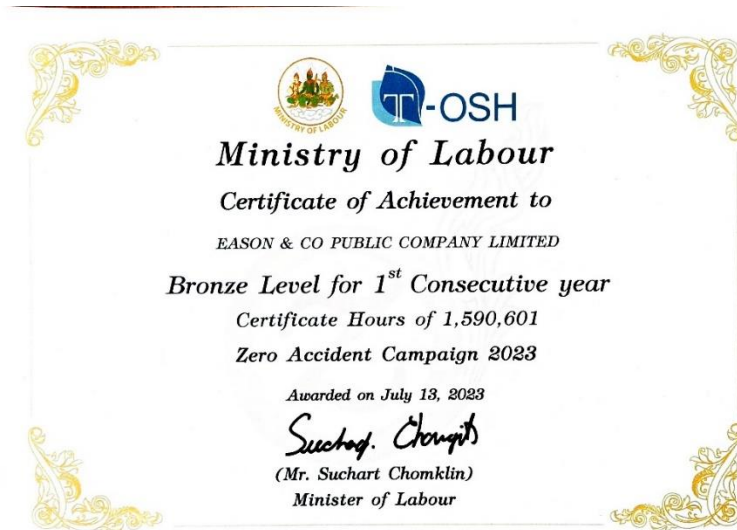 MINISTRY OF LABOUR
T-OSH
Ministry of Labour
Certificate of Achievement to
EASON & CO PUBLIC COMPANY LIMITED
Bronze Level for 1st Consecutive year
Certificate Hours of 1,590,601
Zero Accident Campaign 2023
Awarded on July 13, 2023
(Mr. Suchart Chomklin)
Minister of Labour